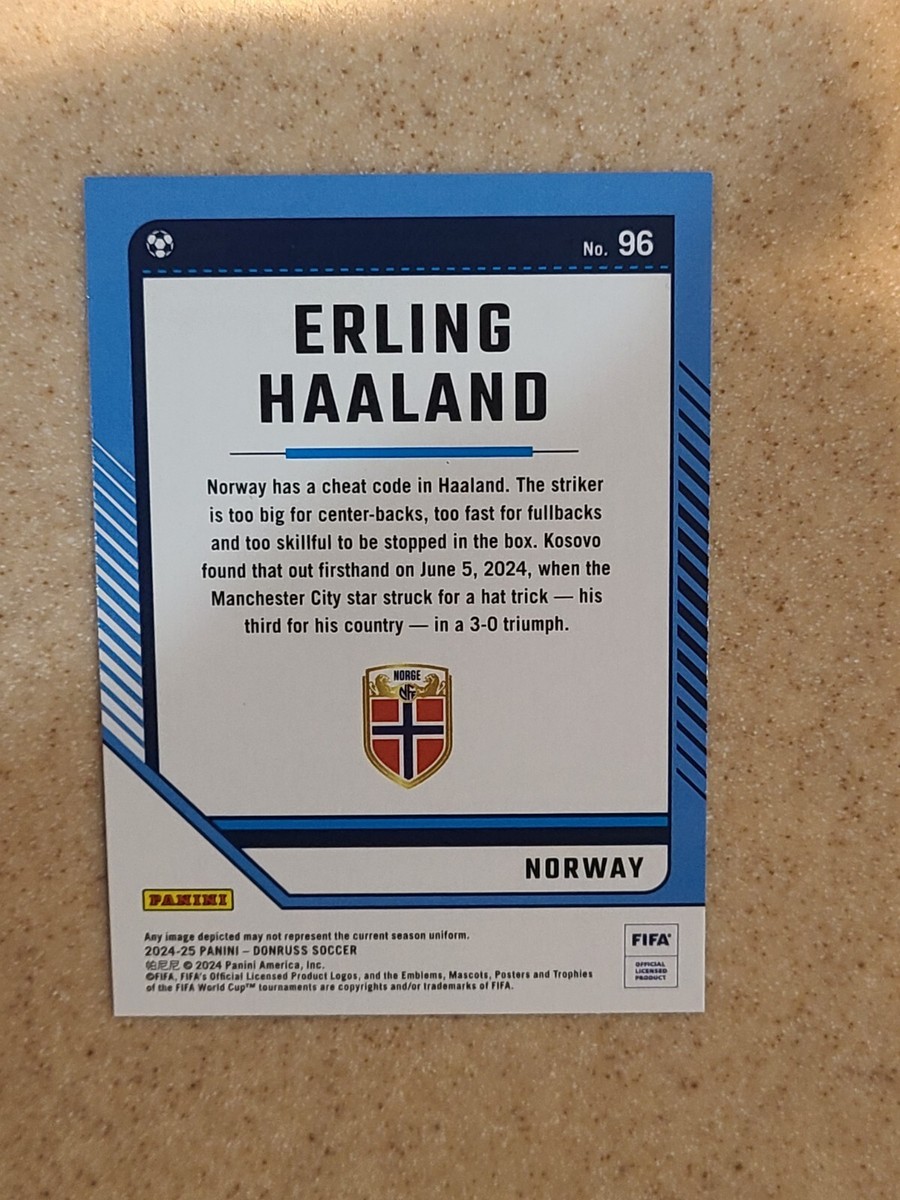 No. 96
ERLING
HAALAND
Norway has a cheat code in Haaland. The striker
is too big for center-backs, too fast for fullbacks
and too skillful to be stopped in the box. Kosovo
found that out firsthand on June 5, 2024, when the
Manchester City star struck for a hat trick — his
third for his country — in a 3-0 triumph.
NORGE
NFF
NORWAY
PANINI
Any image depicted may not represent the current season uniform.
2024-25 PANINI – DONRUSS SOCCER
帕尼尼 © 2024 Panini America, Inc.
©FIFA, FIFA's Official Licensed Product Logos, and the Emblems, Mascots, Posters and Trophies
of the FIFA World Cup™ tournaments are copyrights and/or trademarks of FIFA.
FIFA®
OFFICIAL
LICENSED
PRODUCT